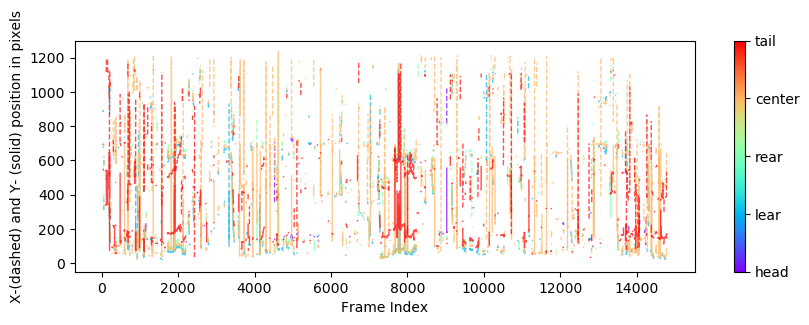 X-(dashed) and Y- (solid) position in pixels
1200
1000
800
600
400
200
0
0 2000 4000 6000 8000 10000 12000 14000
Frame Index
tail
center
rear
lear
head